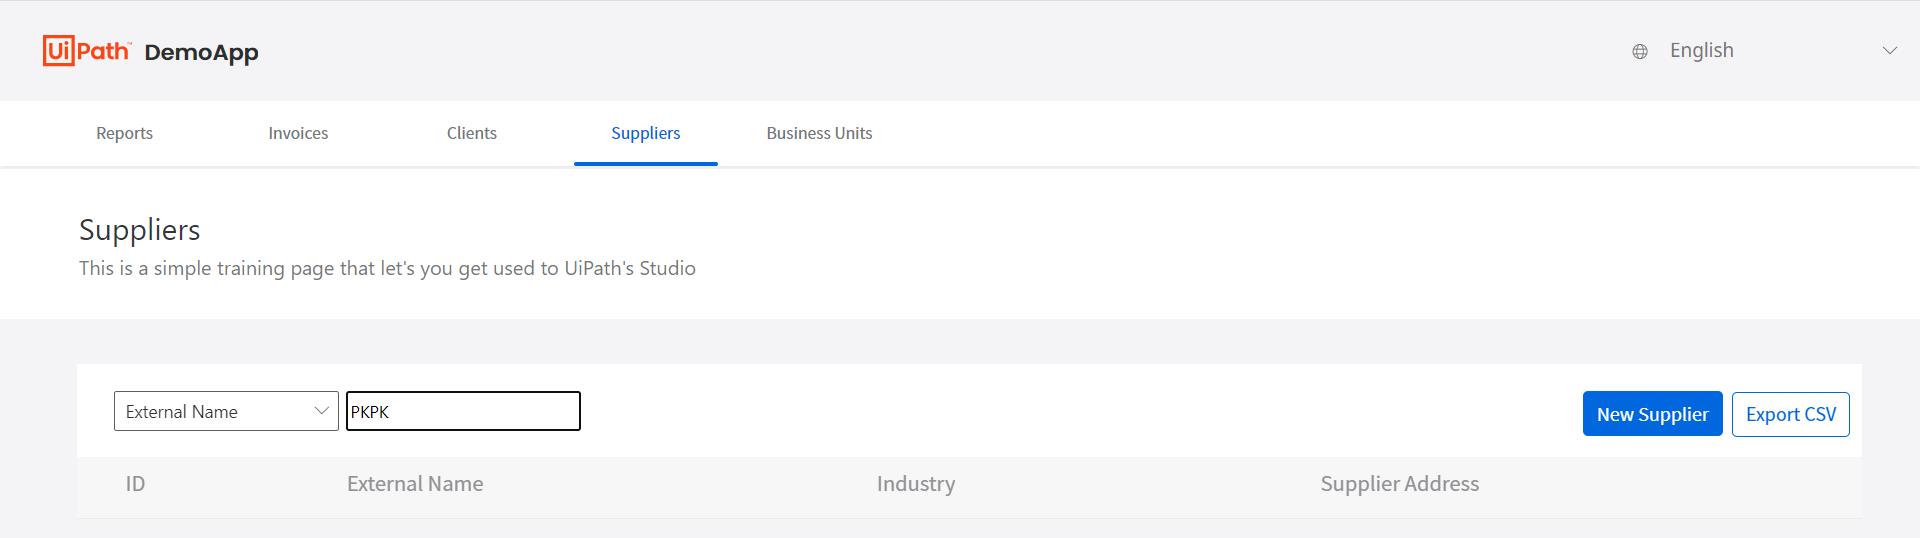 UiPath™ DemoApp
English
Reports Invoices Clients Suppliers Business Units
Suppliers
This is a simple training page that let's you get used to UiPath's Studio
External Name PKPK New Supplier Export CSV
ID External Name Industry Supplier Address